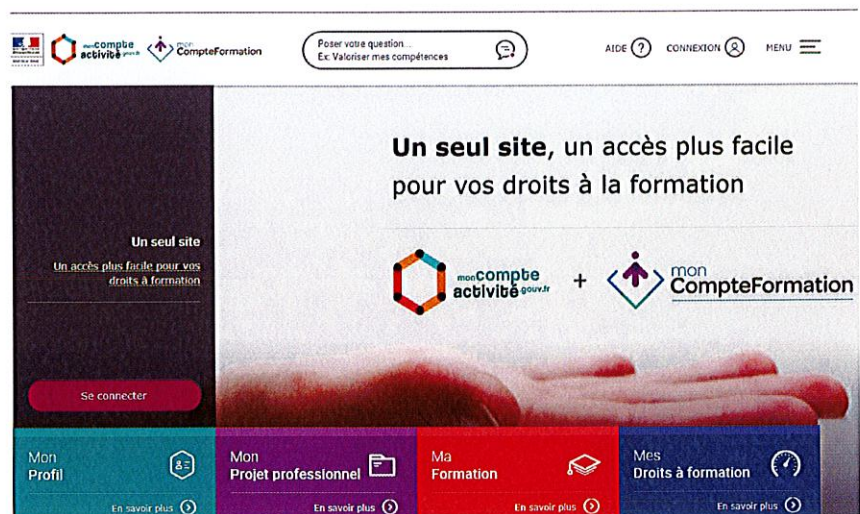 moncompte
activité gouv.fr
mon
CompteFormation
Poser votre question...
Ex: Valoriser mes compétences
AIDE ?
CONNEXION
MENU
Un seul site, un accès plus facile
pour vos droits à la formation
Un seul site
Un accès plus facile pour vos
droits à formation
moncompte
activité gouv.fr
+
mon
CompteFormation
Se connecter
Mon
Profil
En savoir plus
Mon
Projet professionnel
En savoir plus
Ma
Formation
En savoir plus
Mes
Droits à formation
En savoir plus